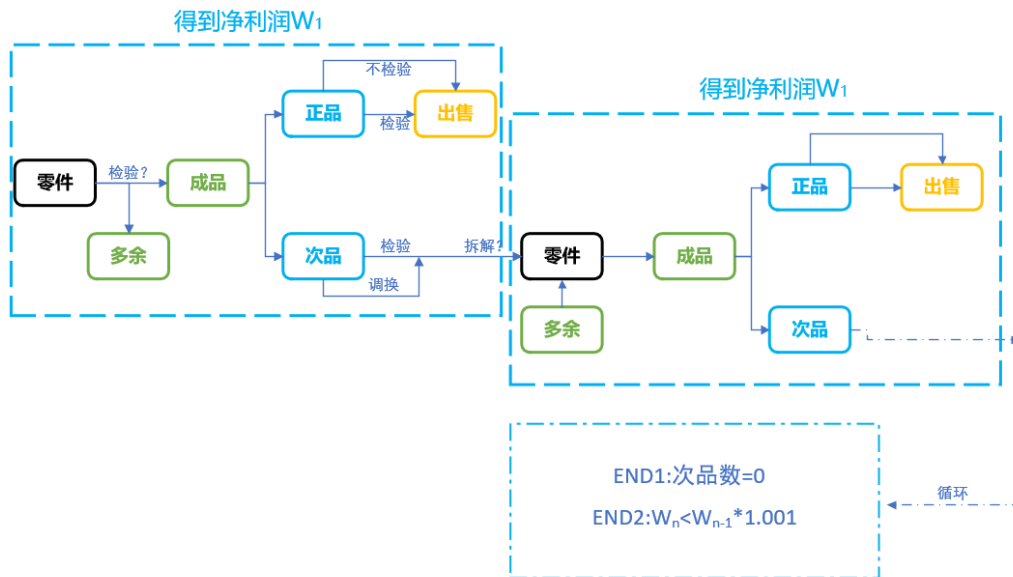 得到净利润W₁
不检验
正品
检验
出售
零件
检验？
成品
多余
次品
检验
调换
拆解？
得到净利润W₁
正品
出售
零件
成品
多余
次品
END1:次品数=0
END2:Wₙ<Wₙ₋₁*1.001
循环